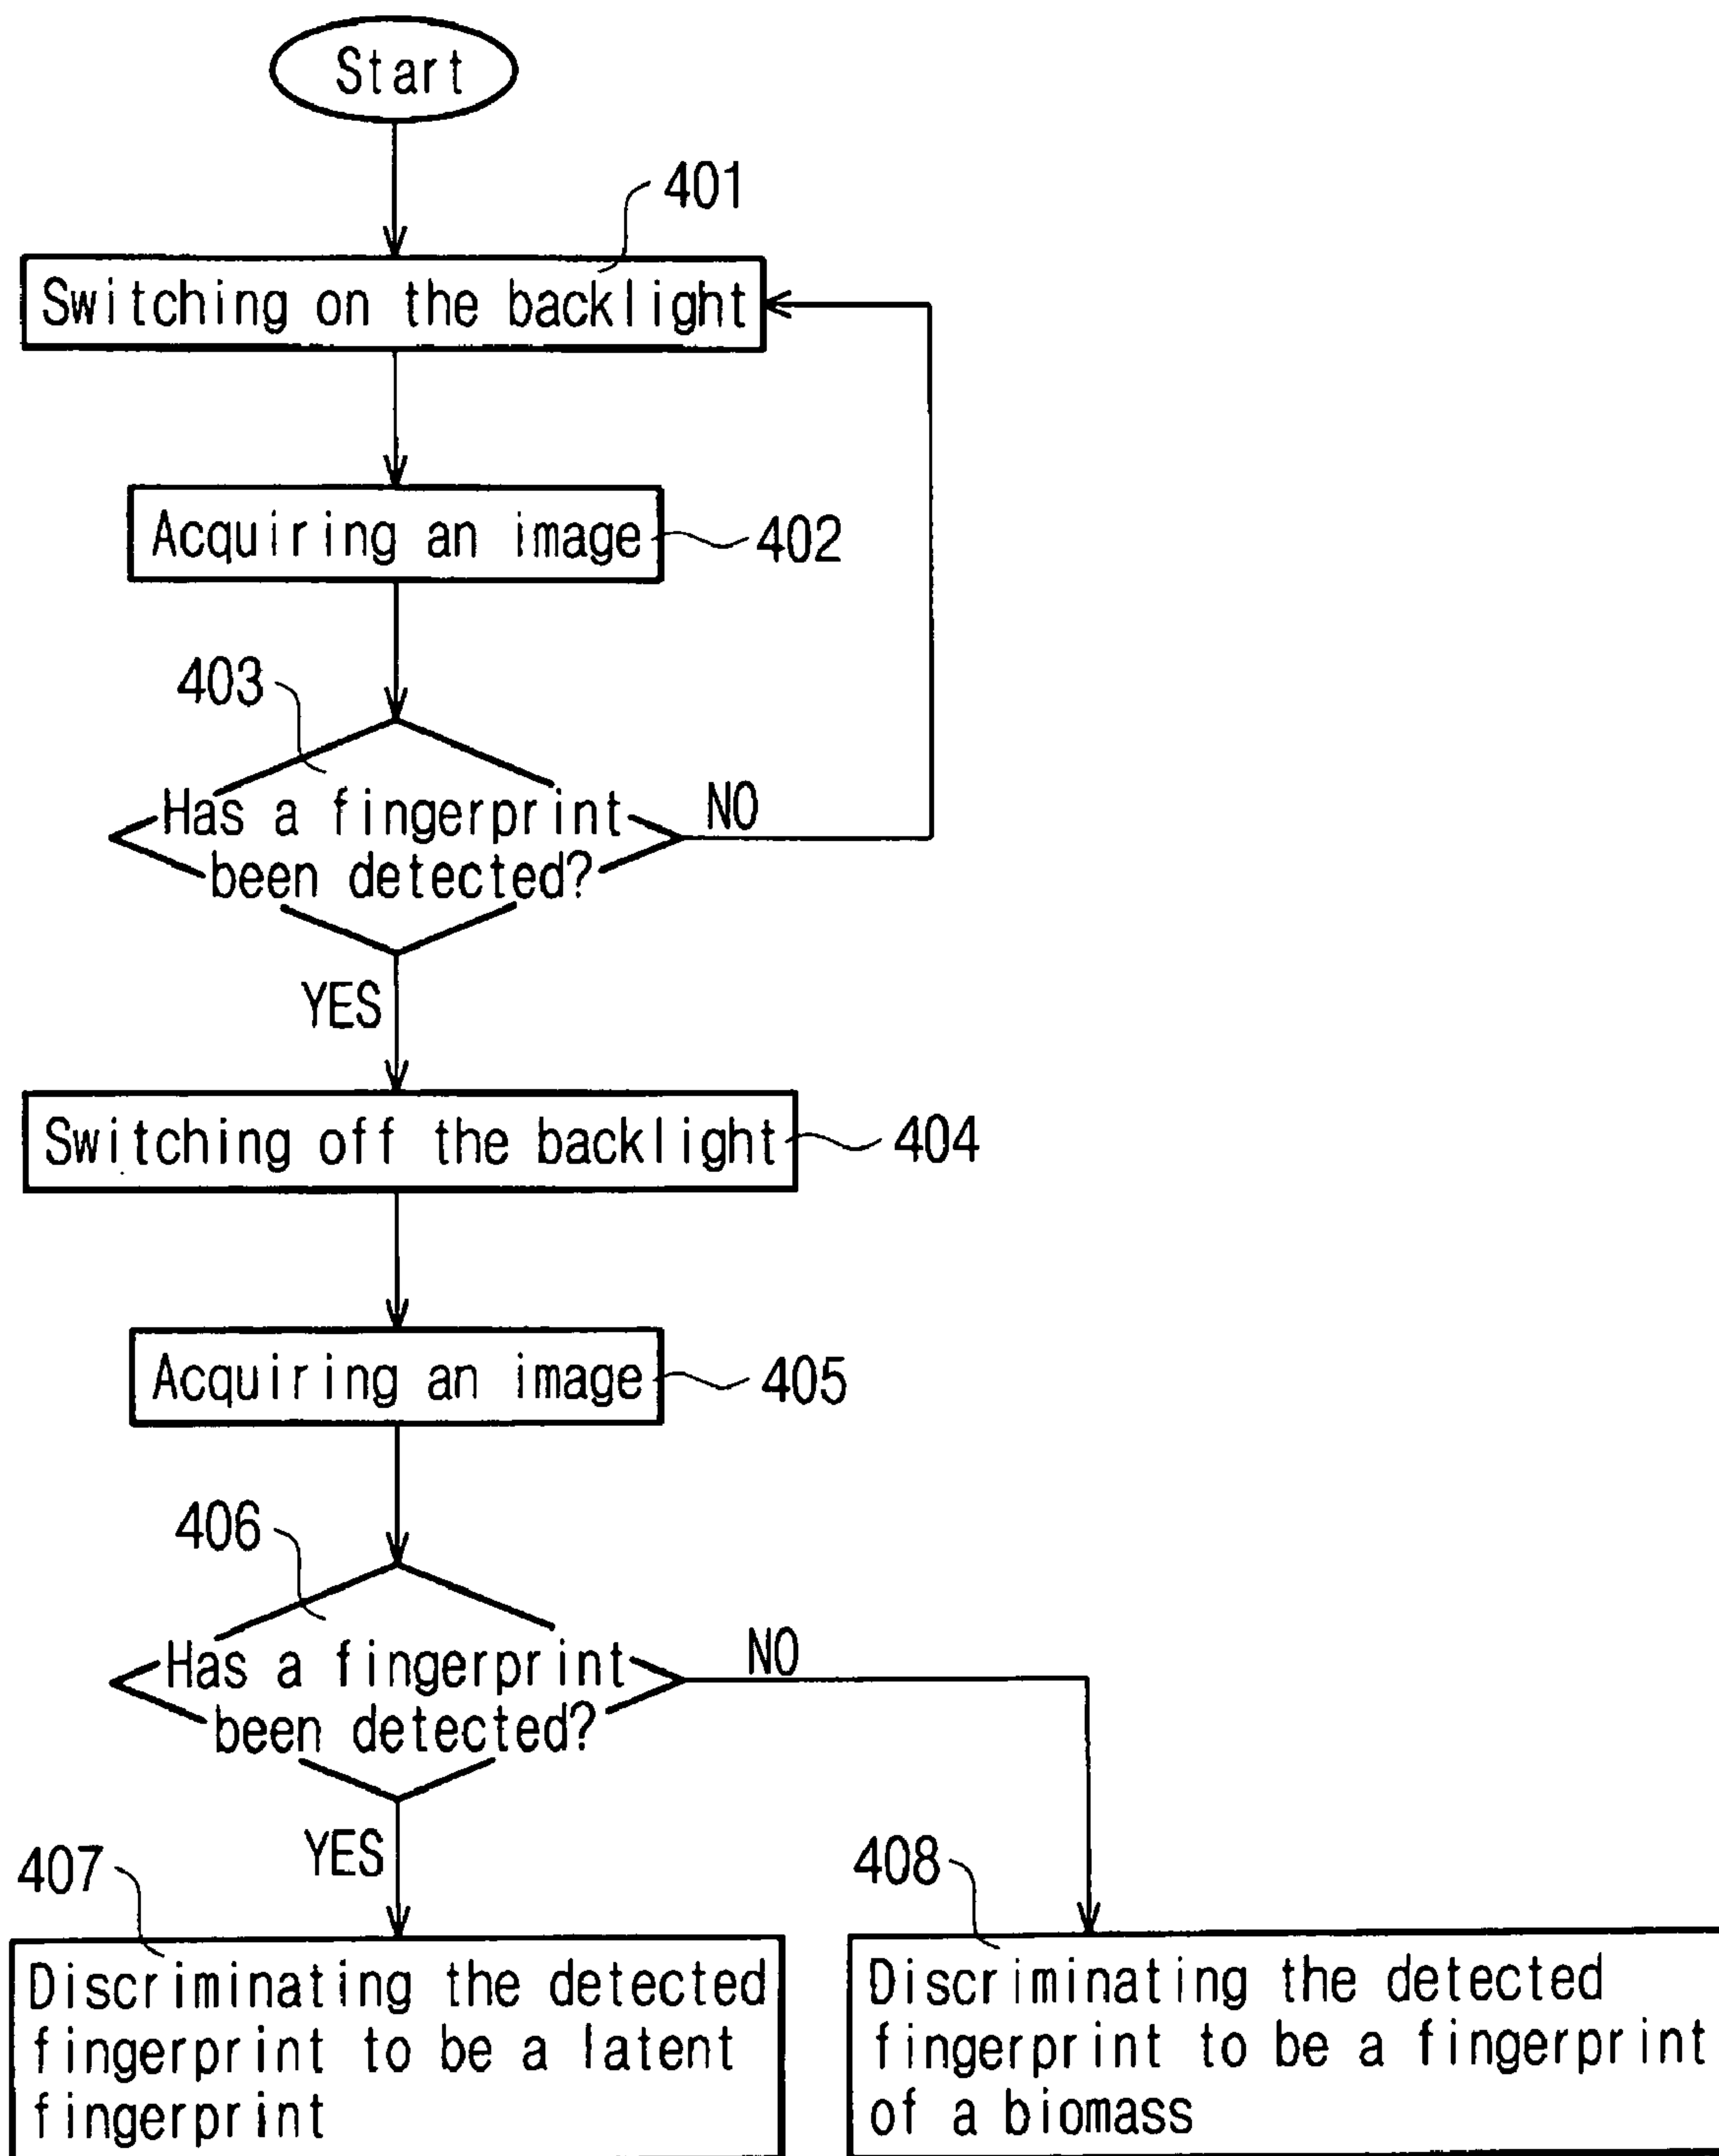 Start
401
Switching on the backlight
Acquiring an image
402
403
Has a fingerprint
been detected?
NO
YES
Switching off the backlight
404
Acquiring an image
405
406
Has a fingerprint
been detected?
NO
YES
407
Discriminating the detected
fingerprint to be a latent
fingerprint
408
Discriminating the detected
fingerprint to be a fingerprint
of a biomass